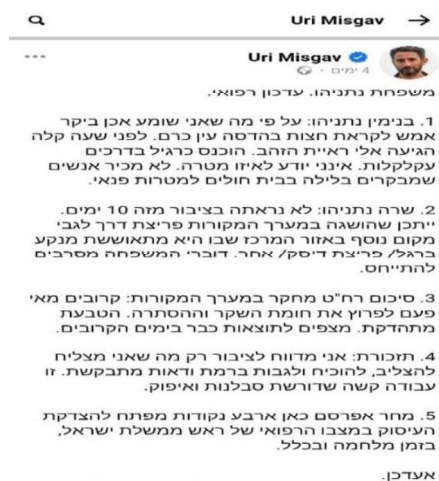 Uri Misgav
Uri Misgav
4 ימים ·
משפחת נתניהו. עדכון רפואי.
1. בנימין נתניהו: על פי מה שאני שומע אכן ביקר
אמש לקראת חצות בהדסה עין כרם. לפני שעה קלה
הגיעה אלי ראיית הזהב. הוכנס כרגיל בדרכים
עקלקלות. אינני יודע לאיזו מטרה. לא מכיר אנשים
שמבקרים בלילה בבית חולים למטרות פנאי.
2. שרה נתניהו: לא נראתה בציבור מזה 10 ימים.
ייתכן שהושגה במערך המקורות פריצת דרך לגבי
מקום נוסף באזור המרכז שבו היא מתאוששת מנקע
ברגל/ פריצת דיסק/ אחר. דוברי המשפחה מסרבים
להתייחס.
3. סיכום רח"ט מחקר במערך המקורות: קרובים מאי
פעם לפרוץ את חומת השקר וההסתרה. הטבעת
מתהדקת. מצפים לתוצאות כבר בימים הקרובים.
4. תזכורת: אני מדווח לציבור רק מה שאני מצליח
להצליב, להוכיח ולגבות ברמת ודאות מתבקשת. זו
עבודה קשה שדורשת סבלנות ואיפוק.
5. מחר אפרסם כאן ארבע נקודות מפתח להצדקת
העיסוק במצבו הרפואי של ראש ממשלת ישראל,
בזמן מלחמה ובכלל.
אעדכן.